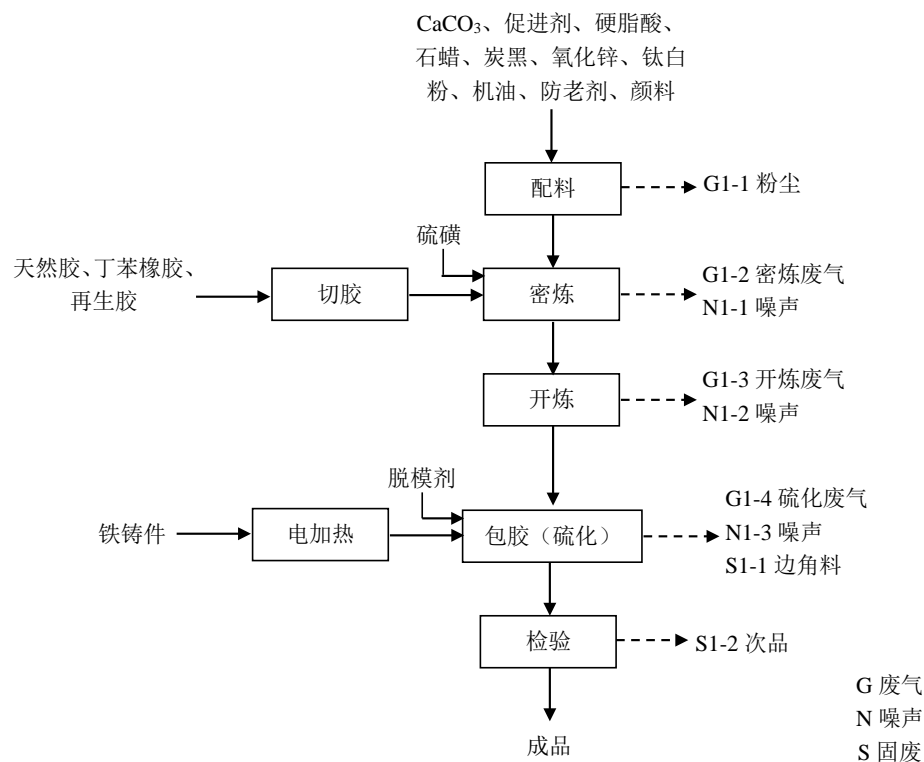 CaCO₃、促进剂、硬脂酸、
石蜡、炭黑、氧化锌、钛白
粉、机油、防老剂、颜料
配料
G1-1 粉尘
硫磺
天然胶、丁苯橡胶、
再生胶
切胶
密炼
G1-2 密炼废气
N1-1 噪声
开炼
G1-3 开炼废气
N1-2 噪声
脱模剂
铁铸件
电加热
包胶（硫化）
G1-4 硫化废气
N1-3 噪声
S1-1 边角料
检验
S1-2 次品
成品
G 废气
N 噪声
S 固废